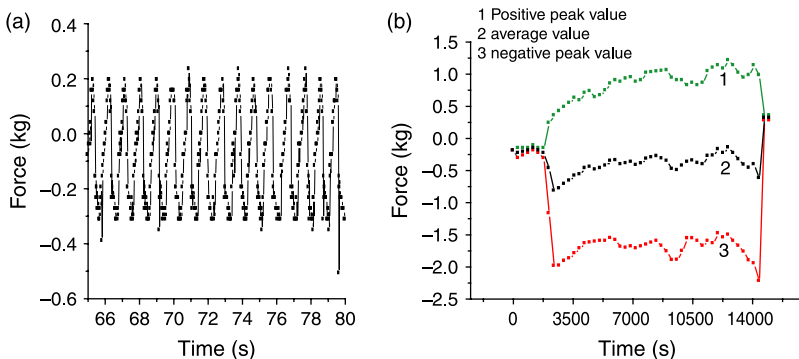 (a)
Force (kg)
0.4
0.2
0.0
−0.2
−0.4
−0.6
66 68 70 72 74 76 78 80
Time (s)
(b)
1 Positive peak value
2 average value
3 negative peak value
Force (kg)
1.5
1.0
0.5
0.0
−0.5
−1.0
−1.5
−2.0
−2.5
1
2
3
0 3500 7000 10500 14000
Time (s)